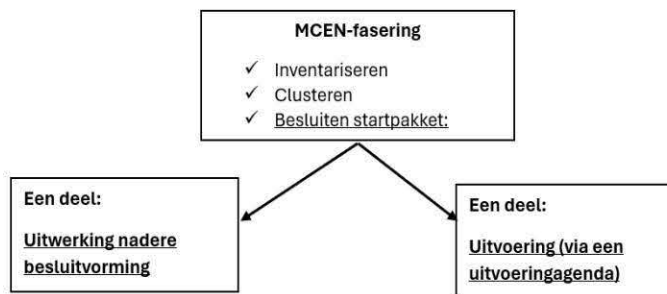 MCEN-fasering
✓ Inventariseren
✓ Clusteren
✓ Besluiten startpakket:
Een deel:
Uitwerking nadere
besluitvorming
Een deel:
Uitvoering (via een
uitvoeringagenda)